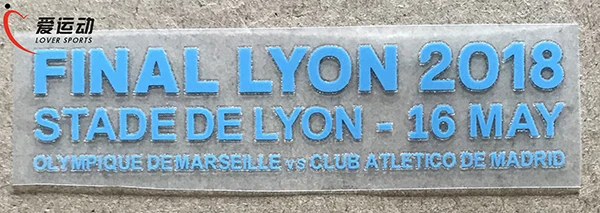 爱运动
LOVER SPORTS
FINAL LYON 2018
STADE DE LYON - 16 MAY
OLYMPIQUE DE MARSEILLE vs CLUB ATLETICO DE MADRID